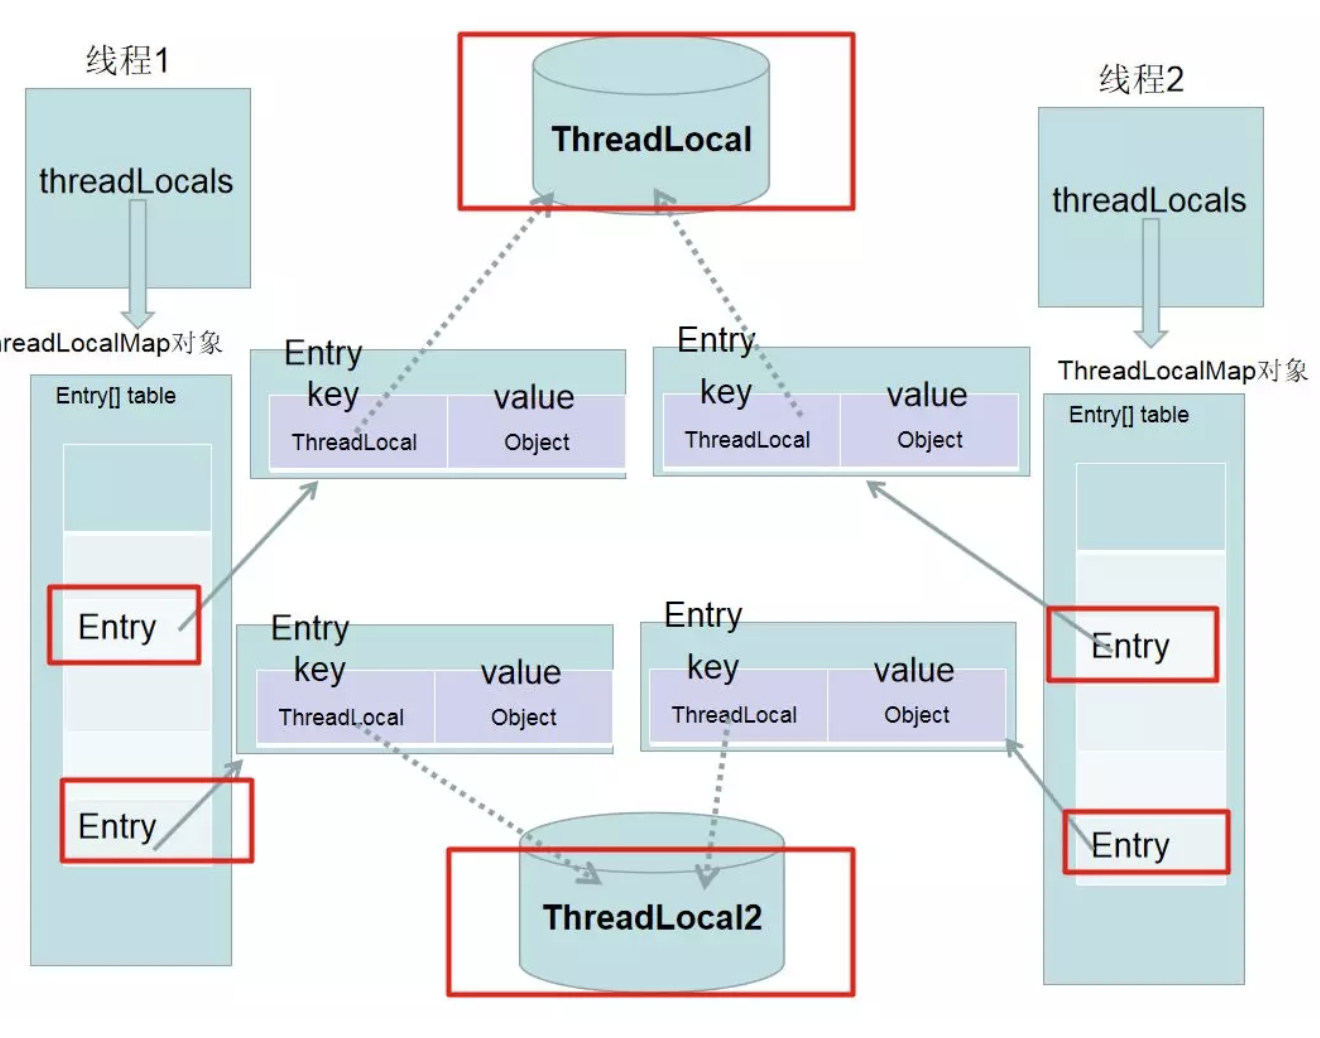 线程1
threadLocals
readLocalMap对象
Entry[] table
Entry
Entry
ThreadLocal
Entry
key
value
ThreadLocal
Object
Entry
key
value
ThreadLocal
Object
Entry
key
value
ThreadLocal
Object
Entry
key
value
ThreadLocal
Object
ThreadLocal2
线程2
threadLocals
ThreadLocalMap对象
Entry[] table
Entry
Entry